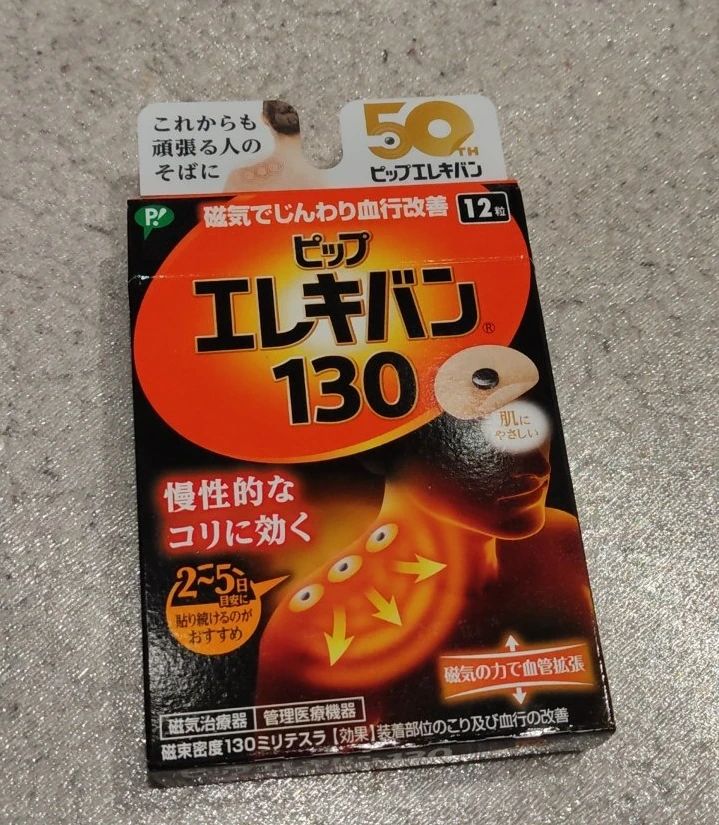 これからも
頑張る人の
そばに
50TH
ピップエレキバン
P!
磁気でじんわり血行改善
12粒
ピップ
エレキバン®
130
肌に
やさしい
慢性的な
コリに効く
2〜5日
目安に
貼り続けるのが
おすすめ
磁気の力で血管拡張
磁気治療器 管理医療機器
磁束密度130ミリテスラ【効果】装着部位のこり及び血行の改善